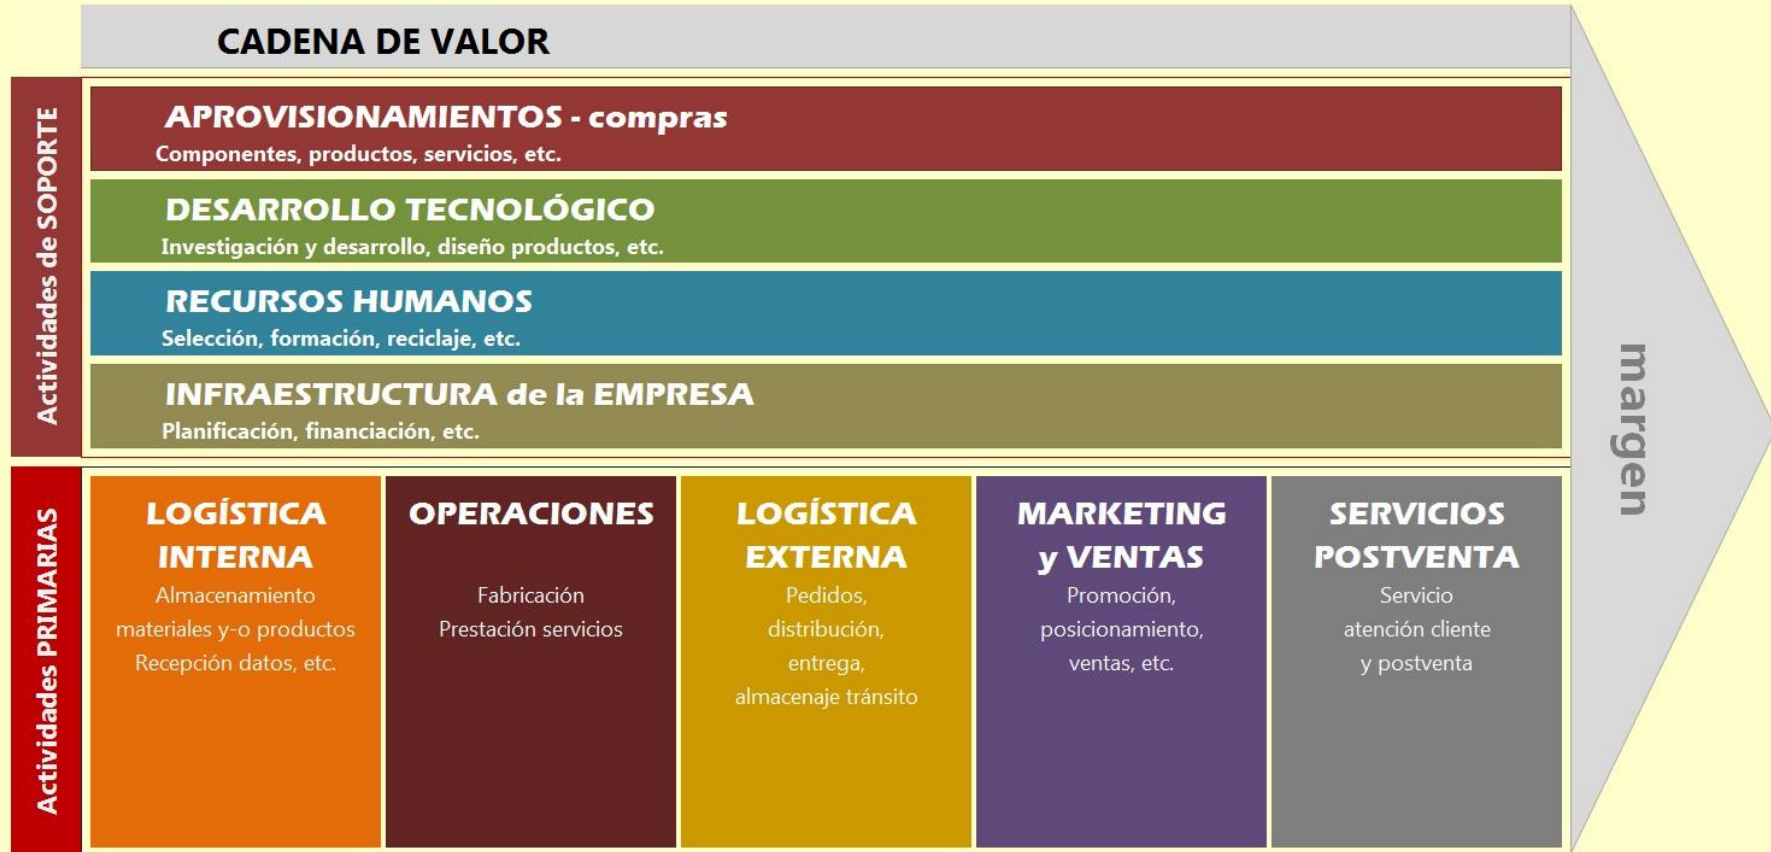 CADENA DE VALOR
Actividades de SOPORTE
APROVISIONAMIENTOS - compras
Componentes, productos, servicios, etc.
DESARROLLO TECNOLÓGICO
Investigación y desarrollo, diseño productos, etc.
RECURSOS HUMANOS
Selección, formación, reciclaje, etc.
INFRAESTRUCTURA de la EMPRESA
Planificación, financiación, etc.
Actividades PRIMARIAS
LOGÍSTICA
INTERNA
Almacenamiento
materiales y-o productos
Recepción datos, etc.
OPERACIONES
Fabricación
Prestación servicios
LOGÍSTICA
EXTERNA
Pedidos,
distribución,
entrega,
almacenaje tránsito
MARKETING
y VENTAS
Promoción,
posicionamiento,
ventas, etc.
SERVICIOS
POSTVENTA
Servicio
atención cliente
y postventa
margen